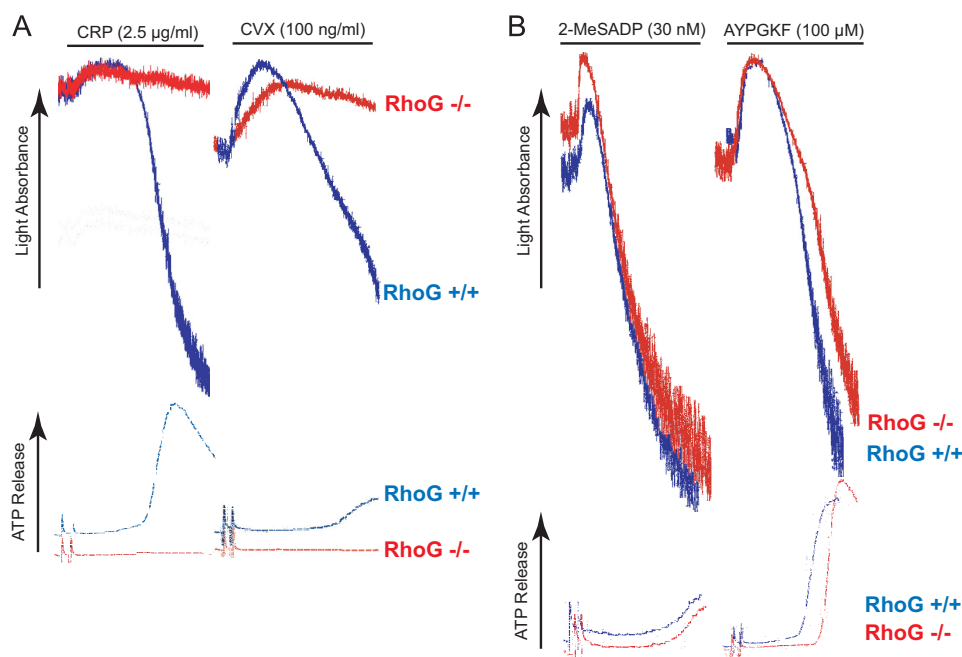 A
CRP (2.5 µg/ml)
CVX (100 ng/ml)
Light Absorbance
RhoG -/-
RhoG +/+
ATP Release
RhoG +/+
RhoG -/-
B
2-MeSADP (30 nM)
AYPGKF (100 µM)
Light Absorbance
RhoG -/-
RhoG +/+
ATP Release
RhoG +/+
RhoG -/-